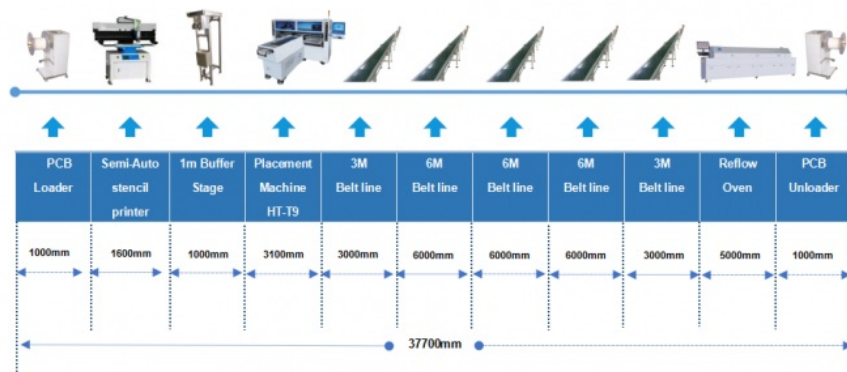 PCB
Loader
Semi-Auto
stencil
printer
1m Buffer
Stage
Placement
Machine
HT-T9
3M
Belt line
6M
Belt line
6M
Belt line
6M
Belt line
3M
Belt line
Reflow
Oven
PCB
Unloader
1000mm
1600mm
1000mm
3100mm
3000mm
6000mm
6000mm
6000mm
3000mm
5000mm
1000mm
37700mm